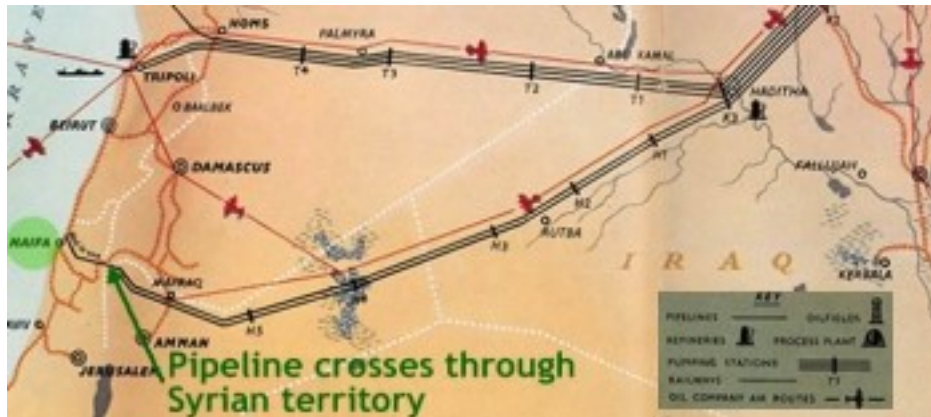 HOMS
PALMYRA
ABU KAMAL
K2
TRIPOLI
T4
T3
T2
T1
K3
HADITHA
BAALBEK
BEIRUT
DAMASCUS
H1
FALLUJAH
H2
RUTBA
H3
HAIFA
IRAQ
KERBALA
MAFRAQ
H4
H5
AMMAN
JERUSALEM
KEY
PIPELINES
OILFIELDS
REFINERIES
PROCESS PLANT
PUMPING STATIONS
T1
RAILWAYS
OIL COMPANY AIR ROUTES
Pipeline crosses through
Syrian territory